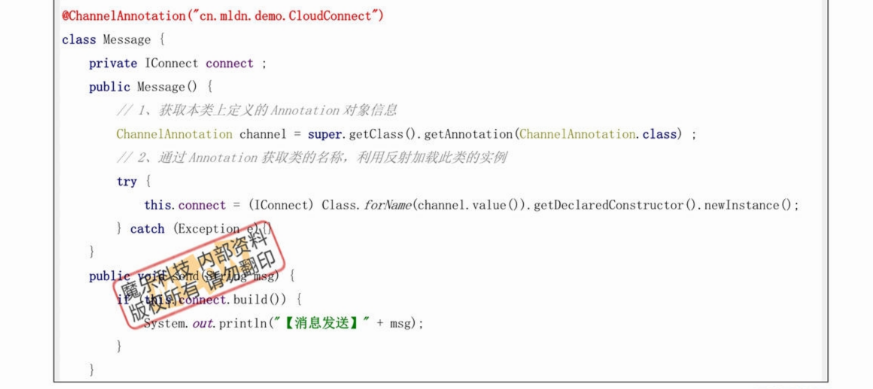 @ChannelAnnotation("cn.mldn.demo.CloudConnect")
class Message {
private IConnect connect ;
public Message() {
// 1、获取本类上定义的 Annotation 对象信息
ChannelAnnotation channel = super.getClass().getAnnotation(ChannelAnnotation.class) ;
// 2、通过 Annotation 获取类的名称，利用反射加载此类的实例
try {
this.connect = (IConnect) Class.forName(channel.value()).getDeclaredConstructor().newInstance();
} catch (Exception e){}
}
public void send(String msg) {
if (this.connect.build()) {
System.out.println("【消息发送】" + msg);
}
}
魔乐科技 内部资料
版权所有 请勿翻印